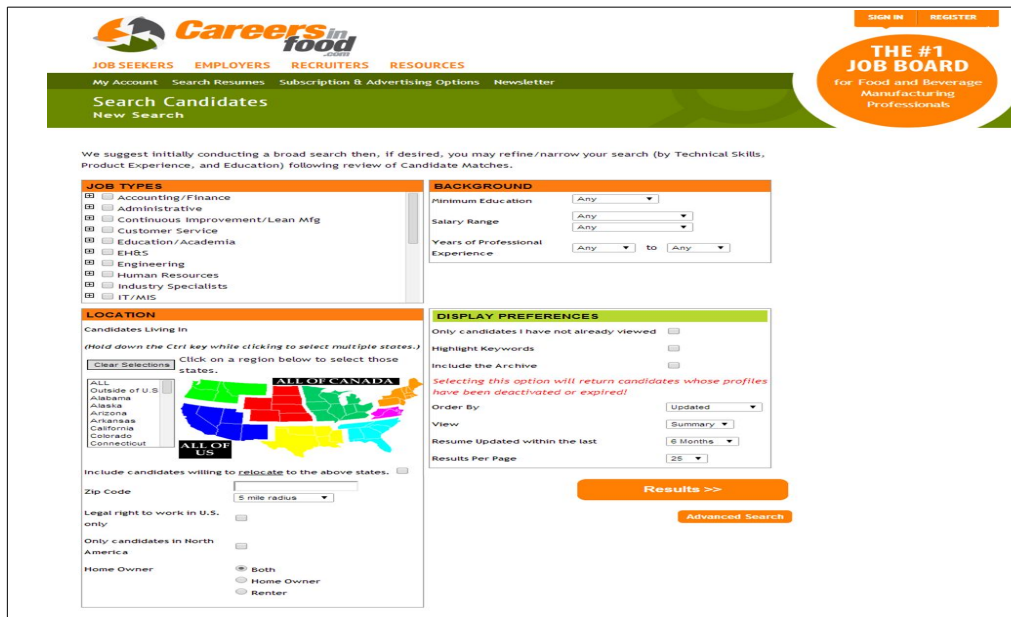 SIGN IN REGISTER
Careers in food .com
THE #1
JOB BOARD
for Food and Beverage
Manufacturing
Professionals
JOB SEEKERS EMPLOYERS RECRUITERS RESOURCES
My Account Search Resumes Subscription & Advertising Options Newsletter
Search Candidates
New Search
We suggest initially conducting a broad search then, if desired, you may refine/narrow your search (by Technical Skills,
Product Experience, and Education) following review of Candidate Matches.
JOB TYPES
Accounting/Finance
Administrative
Continuous Improvement/Lean Mfg
Customer Service
Education/Academia
EH&S
Engineering
Human Resources
Industry Specialists
IT/MIS
BACKGROUND
Minimum Education Any
Salary Range Any
Any
Years of Professional
Experience Any to Any
LOCATION
Candidates Living In
(Hold down the Ctrl key while clicking to select multiple states.)
Clear Selections Click on a region below to select those
states.
ALL
Outside of U.S
Alabama
Alaska
Arizona
Arkansas
California
Colorado
Connecticut
ALL OF CANADA
ALL OF
US
Include candidates willing to relocate to the above states.
Zip Code
5 mile radius
Legal right to work in U.S.
only
Only candidates in North
America
Home Owner Both
Home Owner
Renter
DISPLAY PREFERENCES
Only candidates I have not already viewed
Highlight Keywords
Include the Archive
Selecting this option will return candidates whose profiles
have been deactivated or expired!
Order By Updated
View Summary
Resume Updated within the last 6 Months
Results Per Page 25
Results >>
Advanced Search